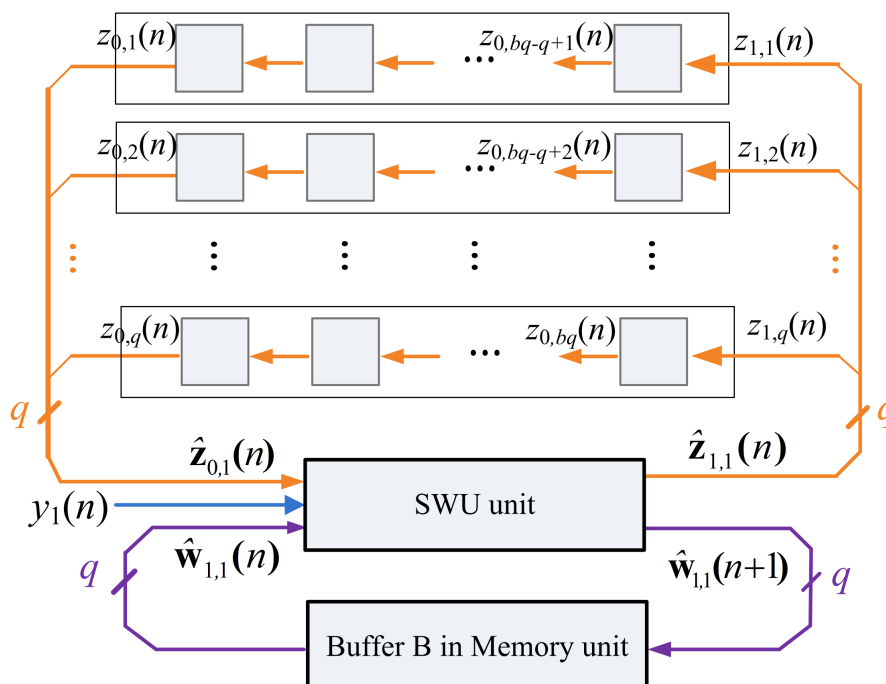 z0,1(n) ... z0,bq-q+1(n) z1,1(n)
z0,2(n) ... z0,bq-q+2(n) z1,2(n)
z0,q(n) ... z0,bq(n) z1,q(n)
q q
ẑ0,1(n) ẑ1,1(n)
SWU unit
y1(n)
ŵ1,1(n) ŵ1,1(n+1)
q q
Buffer B in Memory unit